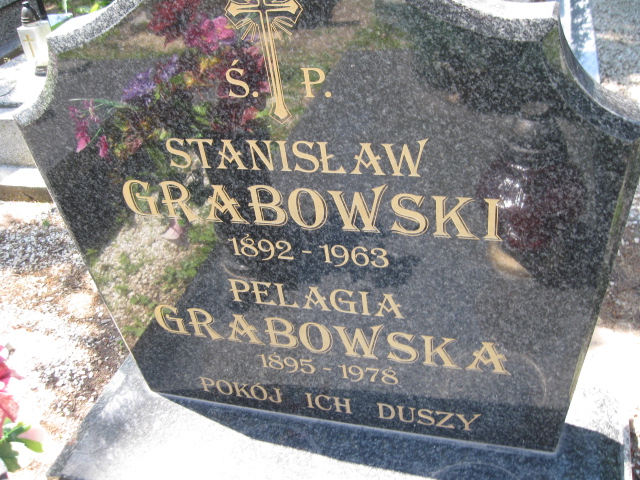 Ś. P.
STANISŁAW
GRABOWSKI
1892 - 1963
PELAGIA
GRABOWSKA
1895 - 1978
POKÓJ ICH DUSZY